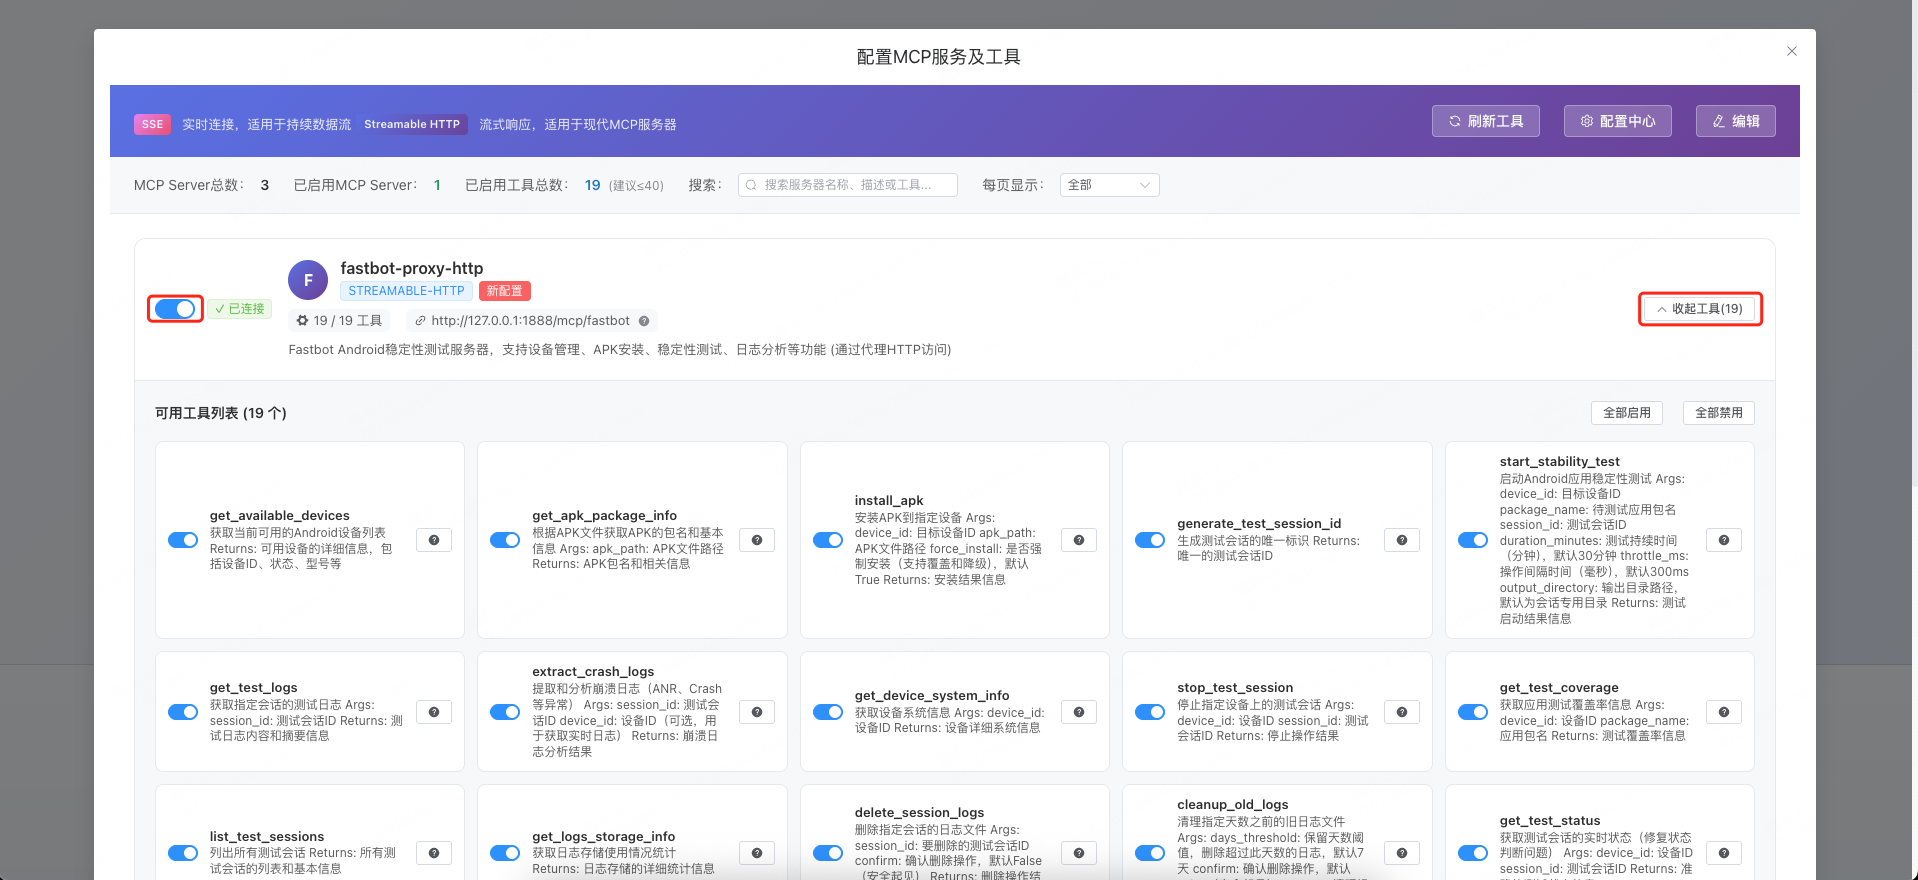 配置MCP服务及工具
SSE 实时连接，适用于持续数据流 Streamable HTTP 流式响应，适用于现代MCP服务器 刷新工具 配置中心 编辑
MCP Server总数： 3 已启用MCP Server： 1 已启用工具总数： 19 (建议≤40) 搜索： 搜索服务器名称、描述或工具... 每页显示： 全部
F
fastbot-proxy-http
STREAMABLE-HTTP 新配置
已连接
19 / 19 工具 http://127.0.0.1:1888/mcp/fastbot
收起工具(19)
Fastbot Android稳定性测试服务器，支持设备管理、APK安装、稳定性测试、日志分析等功能 (通过代理HTTP访问)
可用工具列表 (19 个) 全部启用 全部禁用
get_available_devices
获取当前可用的Android设备列表
Returns: 可用设备的详细信息，包
括设备ID、状态、型号等
get_apk_package_info
根据APK文件获取APK的包名和基本
信息 Args: apk_path: APK文件路径
Returns: APK包名和相关信息
install_apk
安装APK到指定设备 Args:
device_id: 目标设备ID apk_path:
APK文件路径 force_install: 是否强
制安装（支持覆盖和降级），默认
True Returns: 安装结果信息
generate_test_session_id
生成测试会话的唯一标识 Returns:
唯一的测试会话ID
start_stability_test
启动Android应用稳定性测试 Args:
device_id: 目标设备ID
package_name: 待测试应用包名
session_id: 测试会话ID
duration_minutes: 测试持续时间
（分钟），默认30分钟 throttle_ms:
操作间隔时间（毫秒），默认300ms
output_directory: 输出目录路径，
默认为会话专用目录 Returns: 测试
启动结果信息
get_test_logs
获取指定会话的测试日志 Args:
session_id: 测试会话ID Returns: 测
试日志内容和摘要信息
extract_crash_logs
提取和分析崩溃日志（ANR、Crash
等异常） Args: session_id: 测试会
话ID device_id: 设备ID（可选，用
于获取实时日志） Returns: 崩溃日
志分析结果
get_device_system_info
获取设备系统信息 Args: device_id:
设备ID Returns: 设备详细系统信息
stop_test_session
停止指定设备上的测试会话 Args:
device_id: 设备ID session_id: 测试
会话ID Returns: 停止操作结果
get_test_coverage
获取应用测试覆盖率信息 Args:
device_id: 设备ID package_name:
应用包名 Returns: 测试覆盖率信息
list_test_sessions
列出所有测试会话 Returns: 所有测
试会话的列表和基本信息
get_logs_storage_info
获取日志存储使用情况统计
Returns: 日志存储的详细统计信息
delete_session_logs
删除指定会话的日志文件 Args:
session_id: 要删除的测试会话ID
confirm: 确认删除操作，默认False
（安全起见） Returns: 删除操作结
cleanup_old_logs
清理指定天数之前的旧日志文件
Args: days_threshold: 保留天数阈
值，删除超过此天数的日志，默认7
天 confirm: 确认删除操作，默认
get_test_status
获取测试会话的实时状态（修复状态
判断问题） Args: device_id: 设备ID
session_id: 测试会话ID Returns: 准